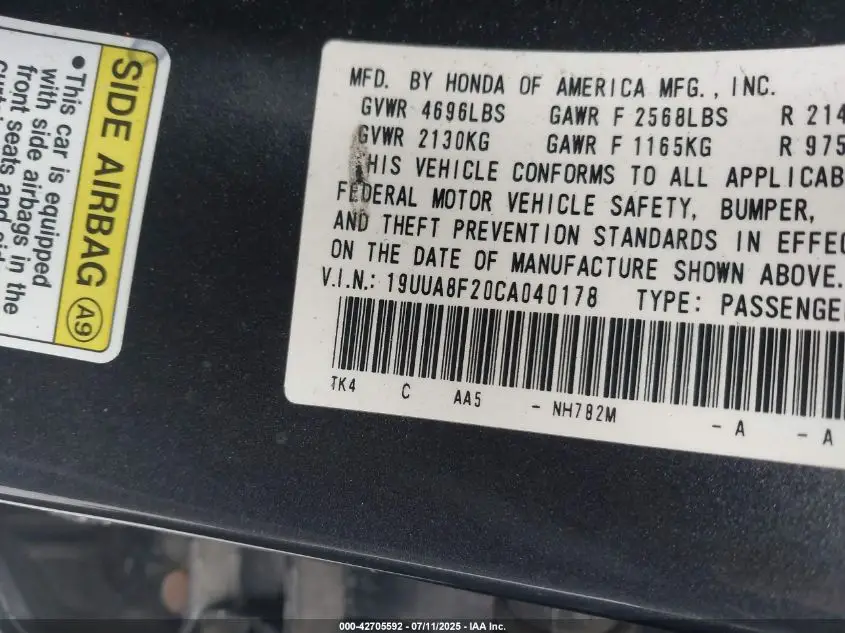 SIDE AIRBAG A9
This car is equipped
with side airbags in the
front seats and side
MFD. BY HONDA OF AMERICA MFG., INC.
GVWR 4696LBS GAWR F 2568LBS R 214
GVWR 2130KG GAWR F 1165KG R 975
HIS VEHICLE CONFORMS TO ALL APPLICAB
FEDERAL MOTOR VEHICLE SAFETY, BUMPER,
AND THEFT PREVENTION STANDARDS IN EFFEC
ON THE DATE OF MANUFACTURE SHOWN ABOVE.
V.I.N.: 19UUA8F20CA040178 TYPE: PASSENGE
TK4 C AA5 - NH782M - A - A
000-42705592 - 07/11/2025 - IAA Inc.